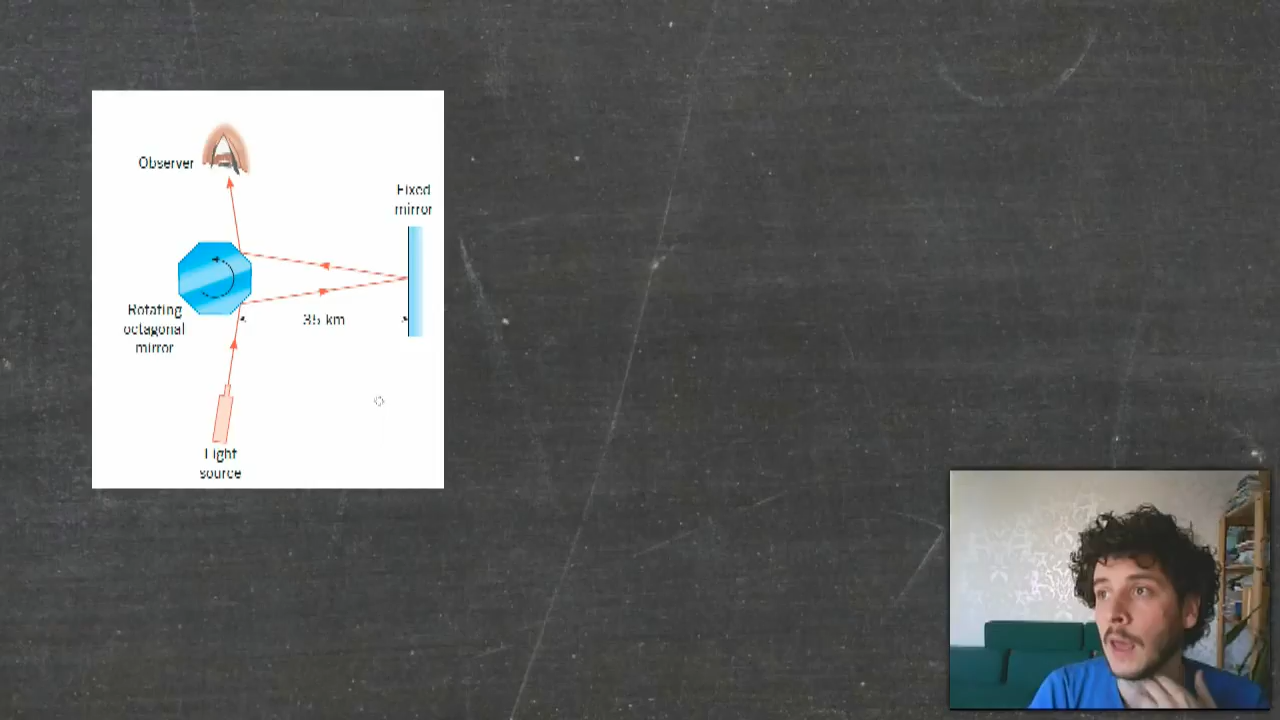 Observer
Fixed
mirror
Rotating
octagonal
mirror
35 km
Light
source